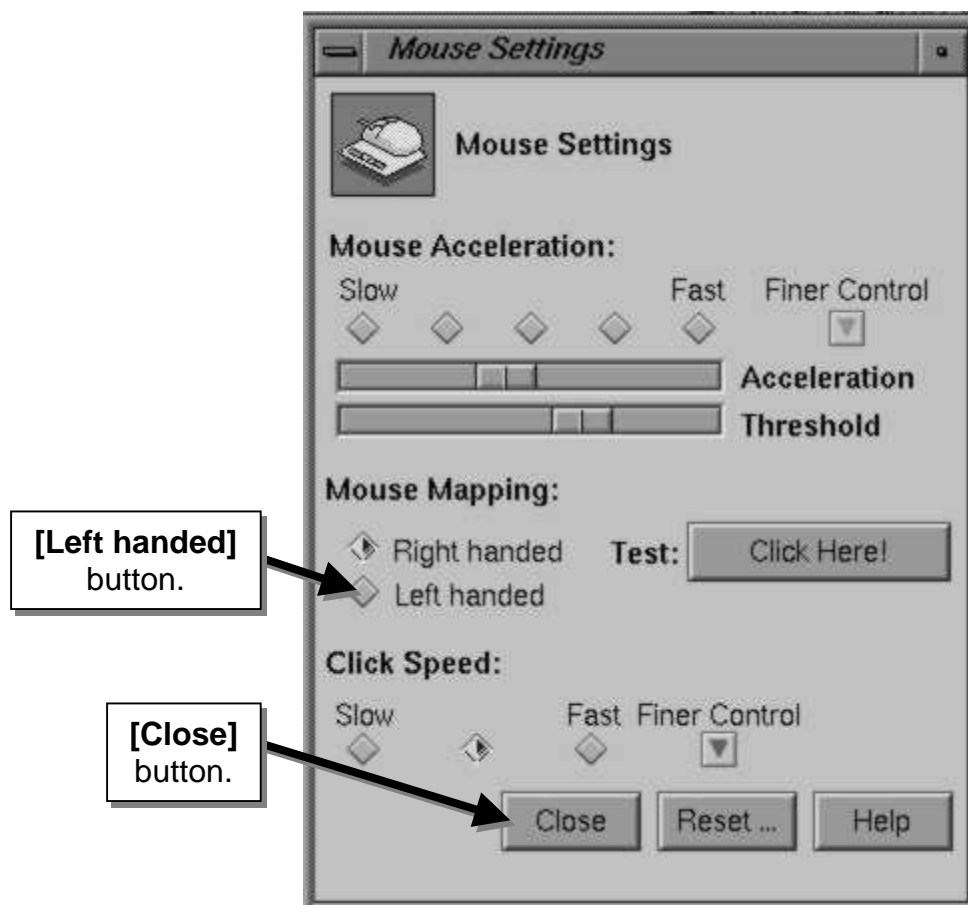 Mouse Settings
Mouse Settings
Mouse Acceleration:
Slow Fast Finer Control
Acceleration
Threshold
Mouse Mapping:
[Left handed]
button.
Right handed Test: Click Here!
Left handed
Click Speed:
Slow Fast Finer Control
[Close]
button.
Close Reset ... Help